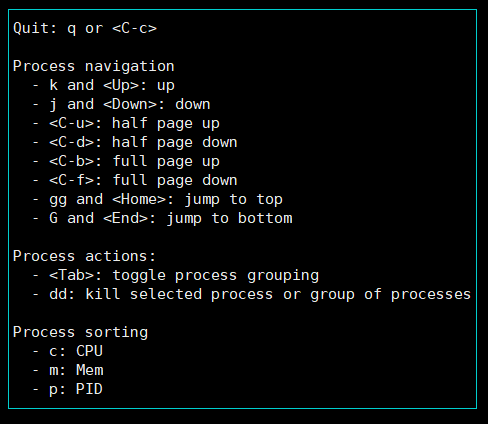 Quit: q or <C-c>

Process navigation
  - k and <Up>: up
  - j and <Down>: down
  - <C-u>: half page up
  - <C-d>: half page down
  - <C-b>: full page up
  - <C-f>: full page down
  - gg and <Home>: jump to top
  - G and <End>: jump to bottom

Process actions:
  - <Tab>: toggle process grouping
  - dd: kill selected process or group of processes

Process sorting
  - c: CPU
  - m: Mem
  - p: PID